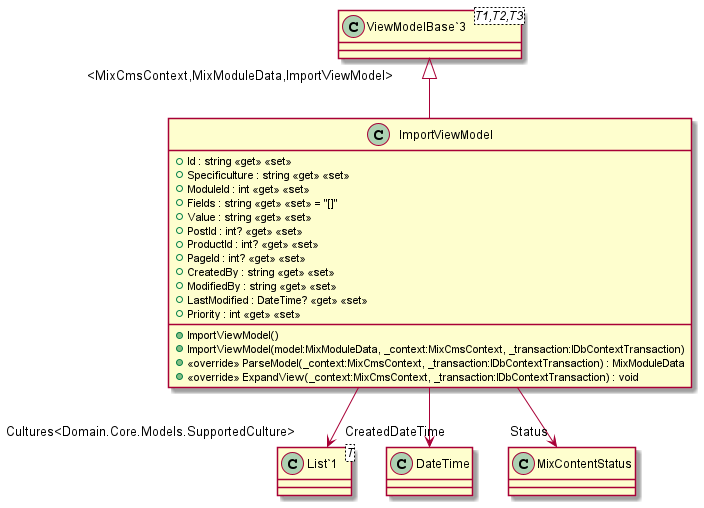 T1,T2,T3
C ViewModelBase`3
<MixCmsContext,MixModuleData,ImportViewModel>
C ImportViewModel
Id : string «get» «set»
Specificulture : string «get» «set»
ModuleId : int «get» «set»
Fields : string «get» «set» = "[]"
Value : string «get» «set»
PostId : int? «get» «set»
ProductId : int? «get» «set»
PageId : int? «get» «set»
CreatedBy : string «get» «set»
ModifiedBy : string «get» «set»
LastModified : DateTime? «get» «set»
Priority : int «get» «set»
ImportViewModel()
ImportViewModel(model:MixModuleData, _context:MixCmsContext, _transaction:IDbContextTransaction)
«override» ParseModel(_context:MixCmsContext, _transaction:IDbContextTransaction) : MixModuleData
«override» ExpandView(_context:MixCmsContext, _transaction:IDbContextTransaction) : void
Cultures<Domain.Core.Models.SupportedCulture>
CreatedDateTime
Status
T
C List`1
C DateTime
C MixContentStatus